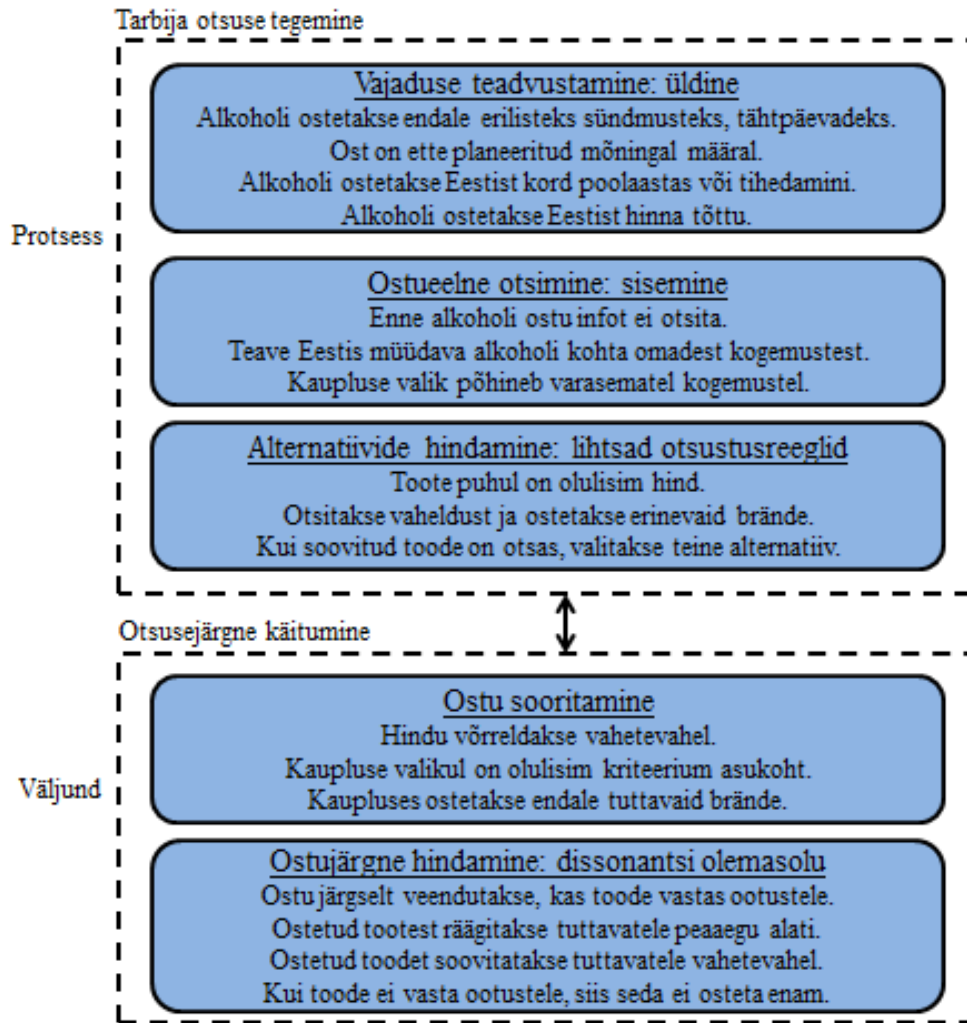 Tarbija otsuse tegemine
Vajaduse teadvustamine: üldine
Alkoholi ostetakse endale erilisteks sündmusteks, tähtpäevadeks.
Ost on ette planeeritud mõningal määral.
Alkoholi ostetakse Eestist kord poolaastas või tihedamini.
Alkoholi ostetakse Eestist hinna tõttu.
Protsess
Ostueelne otsimine: sisemine
Enne alkoholi ostu infot ei otsita.
Teave Eestis müüdava alkoholi kohta omadest kogemustest.
Kaupluse valik põhineb varasematel kogemustel.
Alternatiivide hindamine: lihtsad otsustusreeglid
Toote puhul on olulisim hind.
Otsitakse vaheldust ja ostetakse erinevaid brände.
Kui soovitud toode on otsas, valitakse teine alternatiiv.
Otsusejärgne käitumine
Ostu sooritamine
Hindu võrreldakse vahetevahel.
Kaupluse valikul on olulisim kriteerium asukoht.
Kaupluses ostetakse endale tuttavaid brände.
Väljund
Ostujärgne hindamine: dissonantsi olemasolu
Ostu järgselt veendutakse, kas toode vastas ootustele.
Ostetud tootest räägitakse tuttavatele peaaegu alati.
Ostetud toodet soovitatakse tuttavatele vahetevahel.
Kui toode ei vasta ootustele, siis seda ei osteta enam.